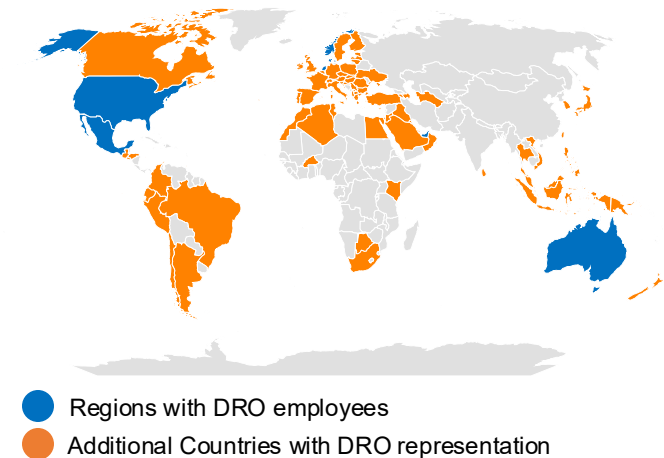 Regions with DRO employees
Additional Countries with DRO representation